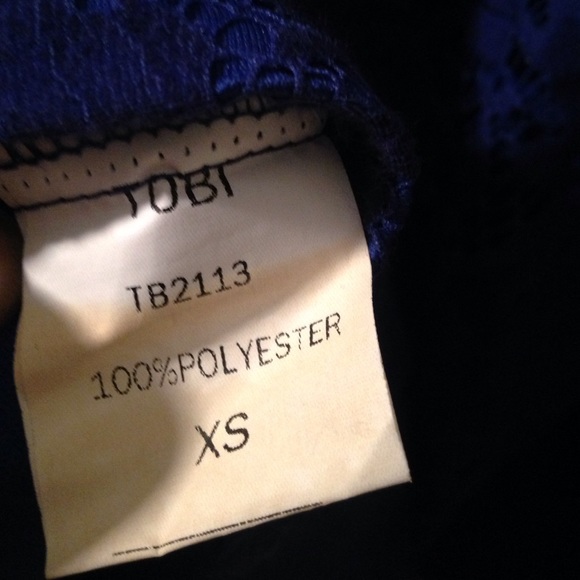 TOBI
TB2113
100%POLYESTER
XS